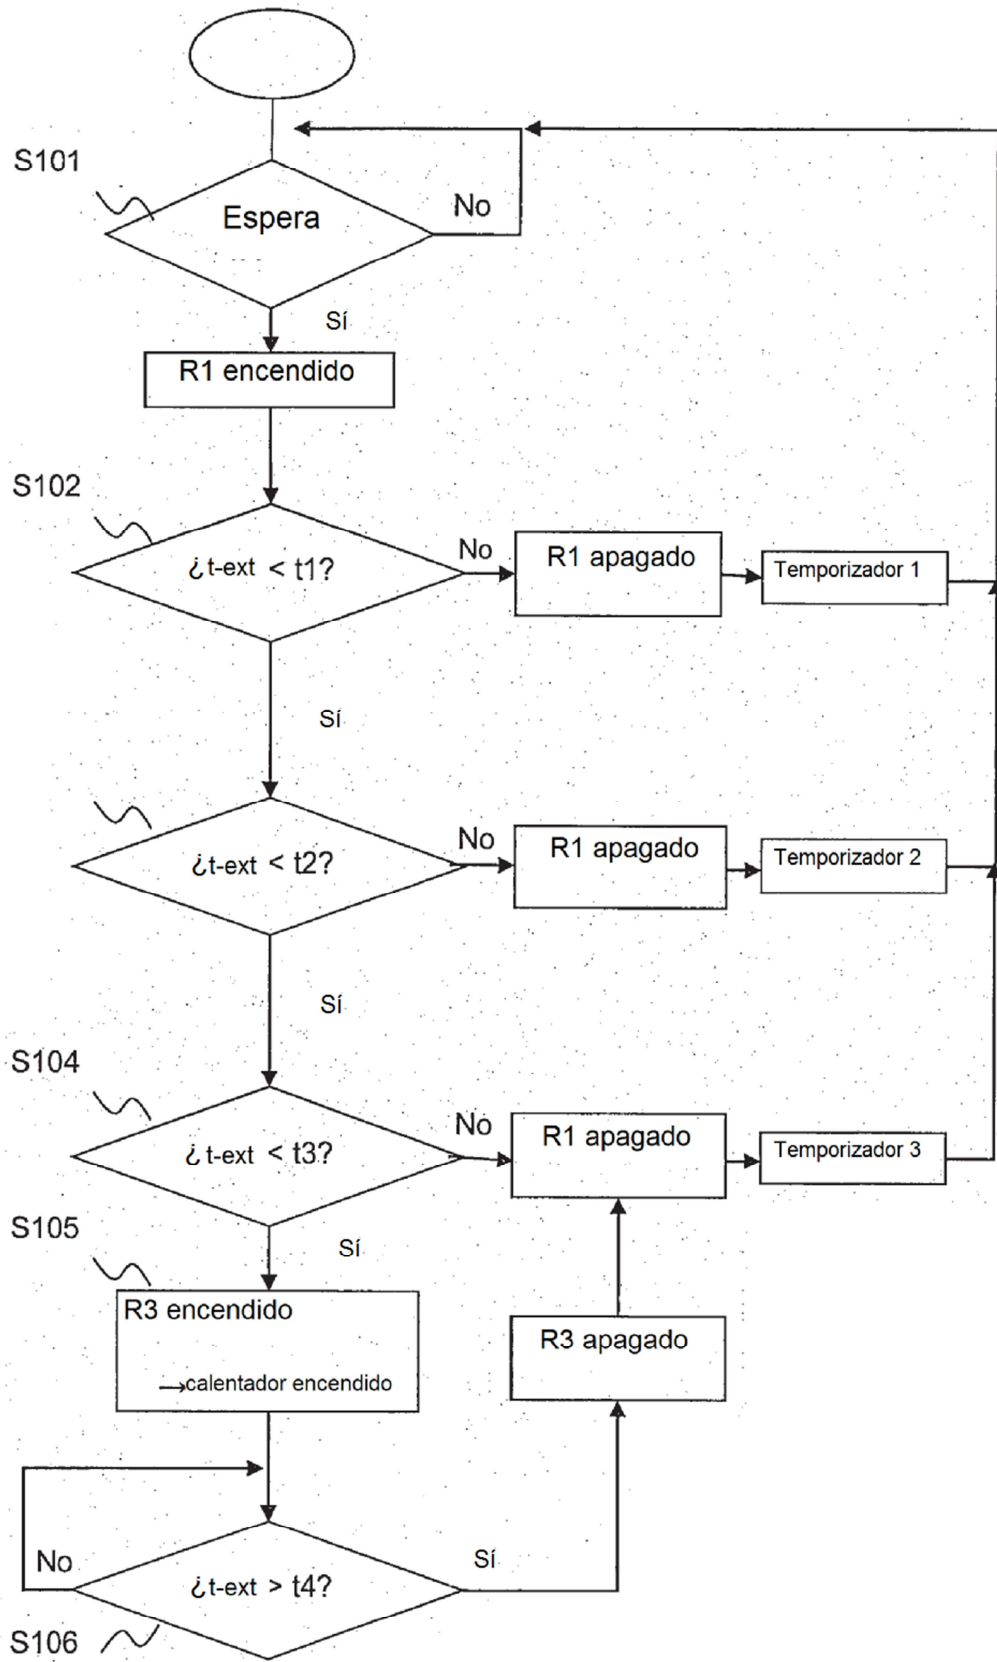 S101
Espera
No
Sí
R1 encendido
S102
¿t-ext < t1?
No
R1 apagado
Temporizador 1
Sí
¿t-ext < t2?
No
R1 apagado
Temporizador 2
Sí
S104
¿t-ext < t3?
No
R1 apagado
Temporizador 3
S105
Sí
R3 encendido
→calentador encendido
R3 apagado
No
¿t-ext > t4?
Sí
S106